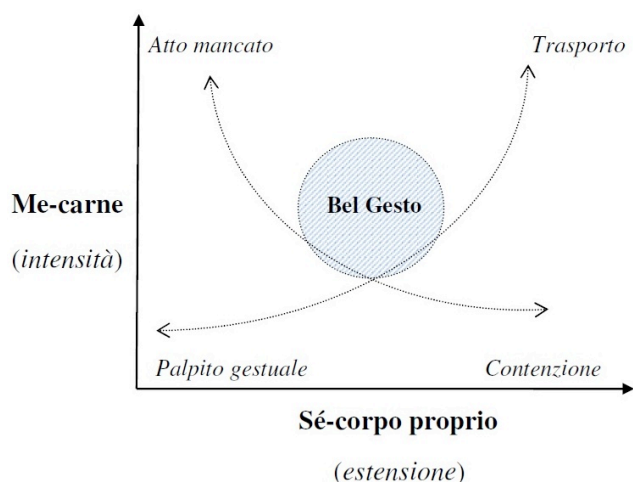 Atto mancato
Trasporto
Bel Gesto
Me-carne
(intensità)
Palpito gestuale
Contenzione
Sé-corpo proprio
(estensione)